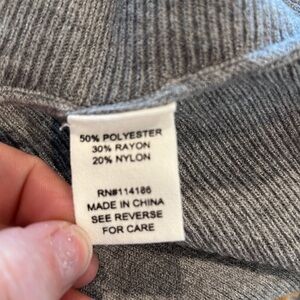 50% POLYESTER
30% RAYON
20% NYLON
RN#114186
MADE IN CHINA
SEE REVERSE
FOR CARE